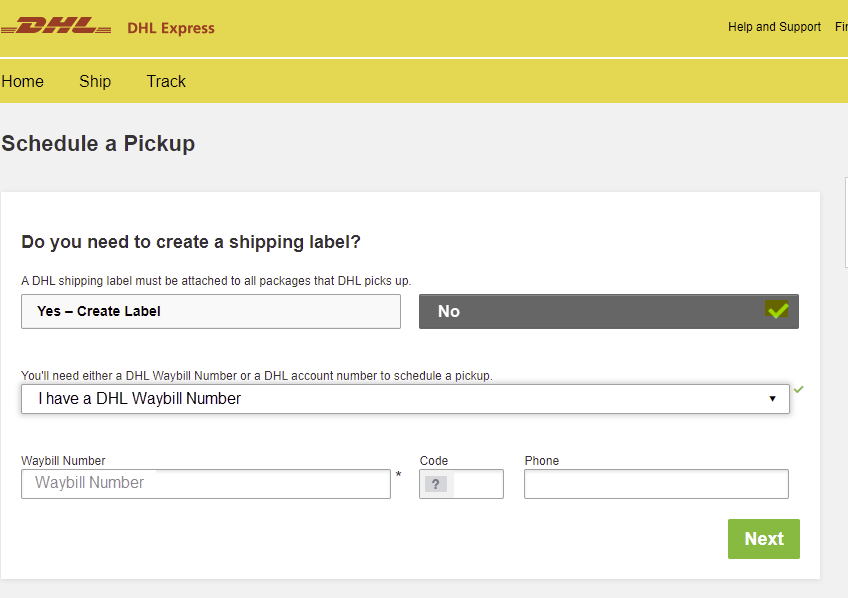 DHL DHL Express Help and Support
Home Ship Track
Schedule a Pickup
Do you need to create a shipping label?
A DHL shipping label must be attached to all packages that DHL picks up.
Yes – Create Label No
You'll need either a DHL Waybill Number or a DHL account number to schedule a pickup.
I have a DHL Waybill Number
Waybill Number Code Phone
Waybill Number * ?
Next